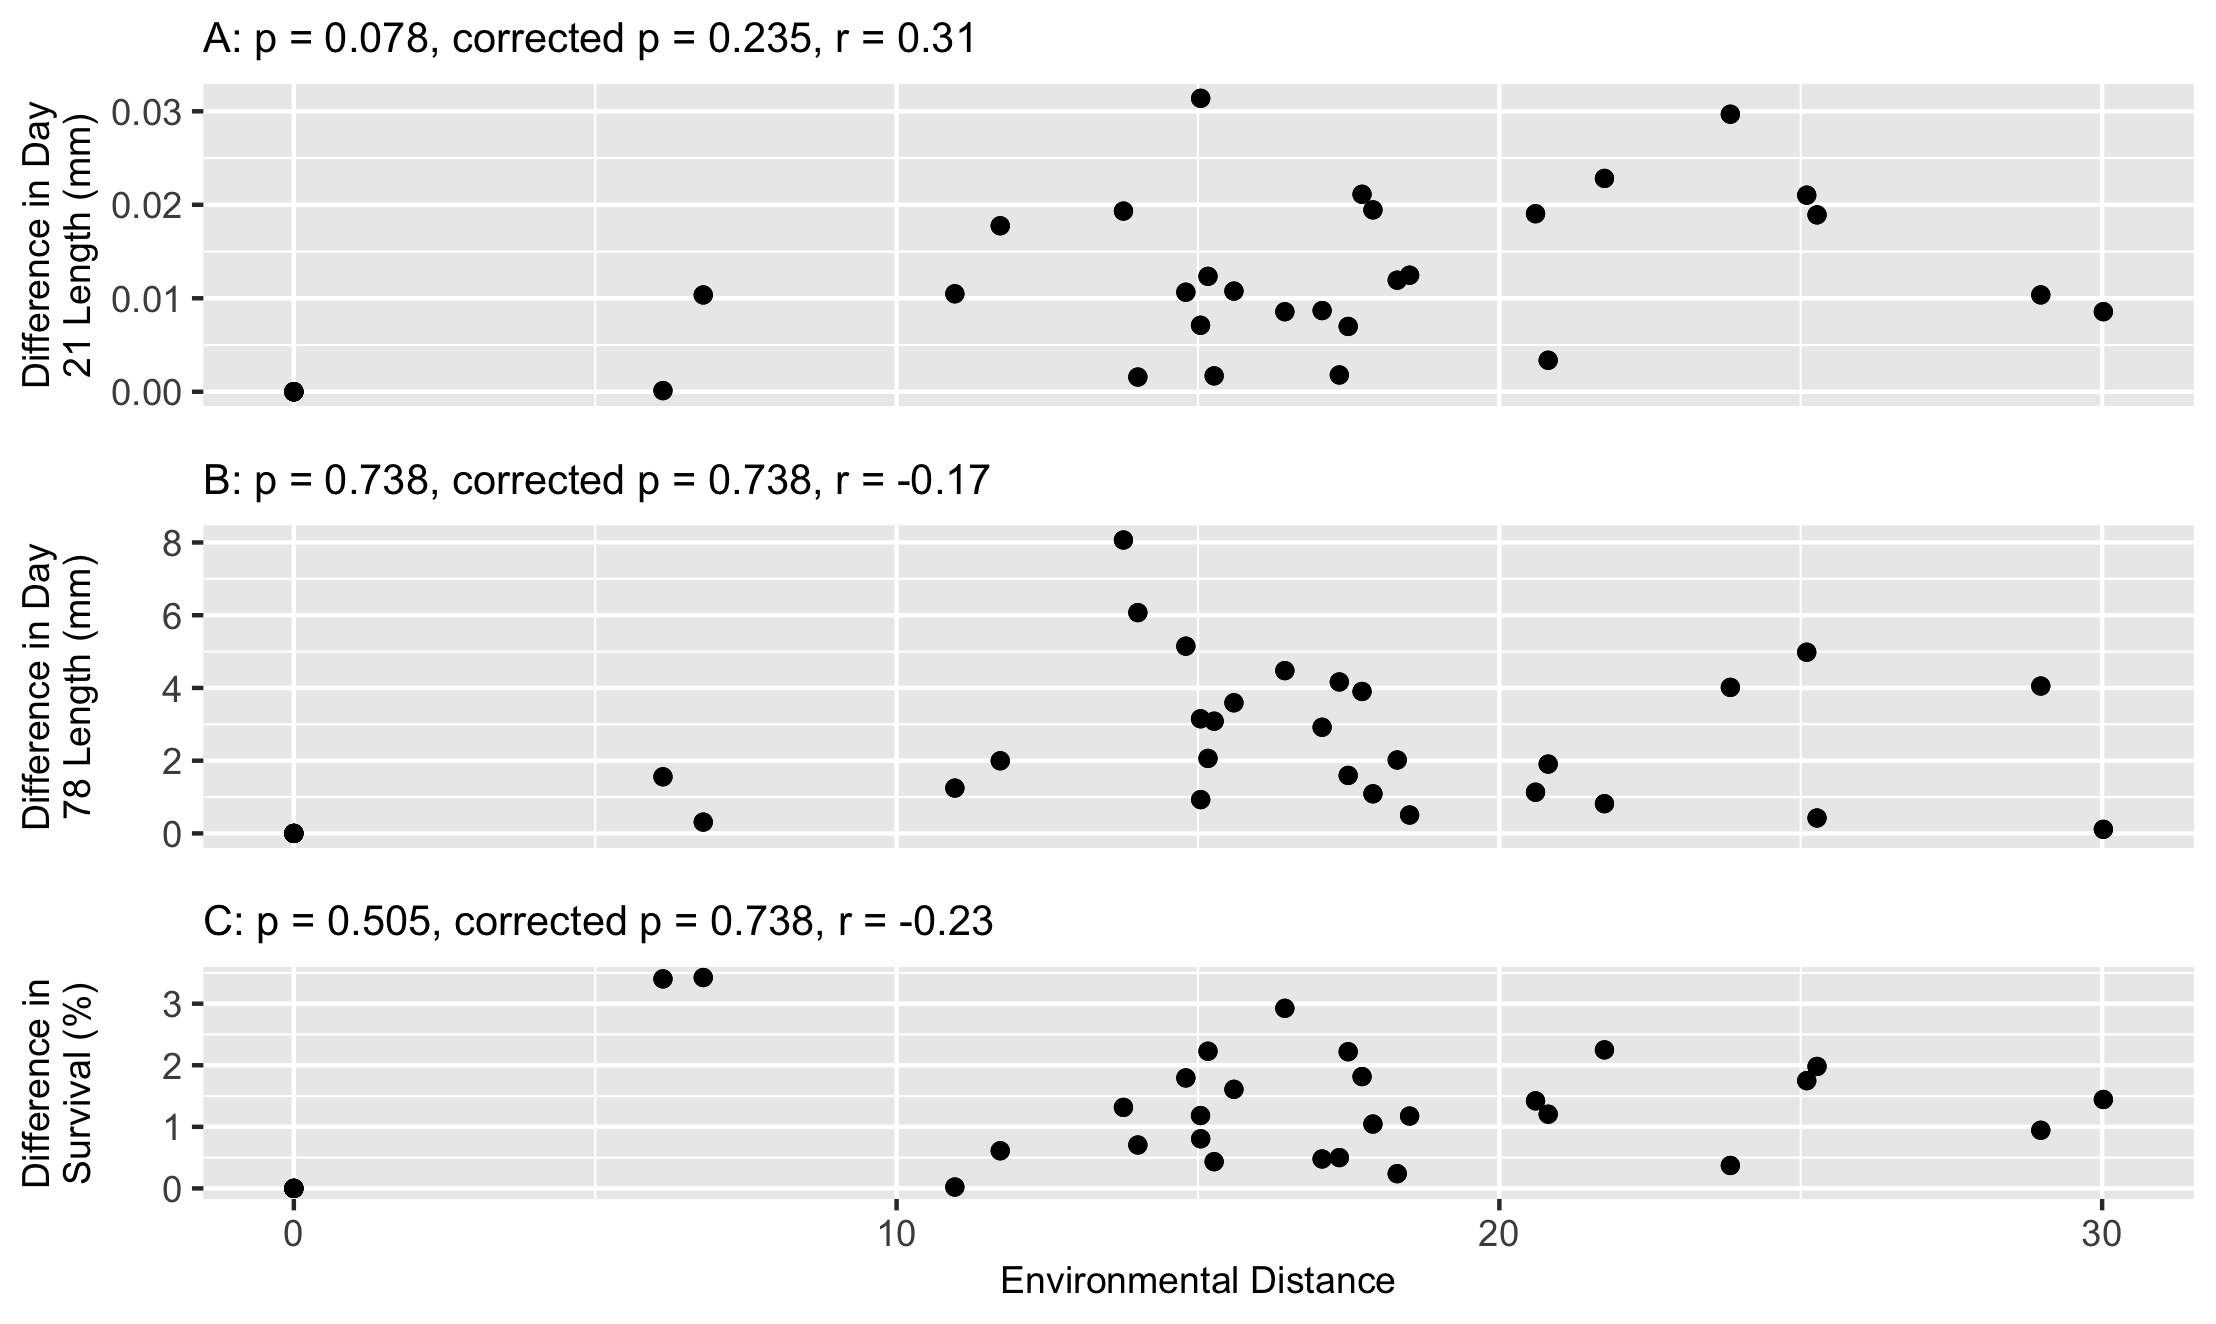 A: p = 0.078, corrected p = 0.235, r = 0.31
Difference in Day
21 Length (mm)
0.03
0.02
0.01
0.00
B: p = 0.738, corrected p = 0.738, r = -0.17
Difference in Day
78 Length (mm)
8
6
4
2
0
C: p = 0.505, corrected p = 0.738, r = -0.23
Difference in
Survival (%)
3
2
1
0
0 10 20 30
Environmental Distance